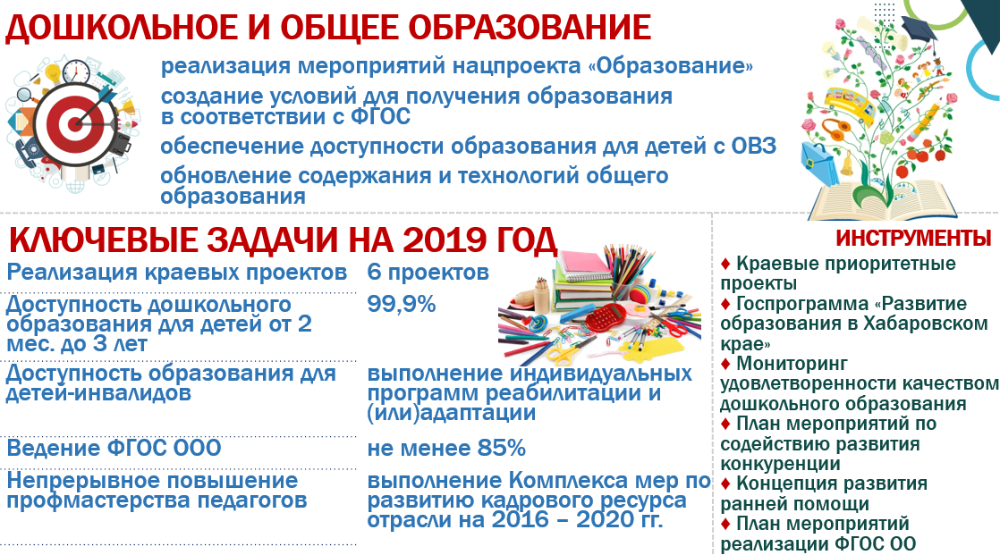 ДОШКОЛЬНОЕ И ОБЩЕЕ ОБРАЗОВАНИЕ
реализация мероприятий нацпроекта «Образование»
создание условий для получения образования
в соответствии с ФГОС
обеспечение доступности образования для детей с ОВЗ
обновление содержания и технологий общего
образования
КЛЮЧЕВЫЕ ЗАДАЧИ НА 2019 ГОД
Реализация краевых проектов
6 проектов
Доступность дошкольного
образования для детей от 2
мес. до 3 лет
99,9%
Доступность образования для
детей-инвалидов
выполнение индивидуальных
программ реабилитации и
(или)адаптации
Ведение ФГОС ООО
не менее 85%
Непрерывное повышение
профмастерства педагогов
выполнение Комплекса мер по
развитию кадрового ресурса
отрасли на 2016 – 2020 гг.
ИНСТРУМЕНТЫ
♦ Краевые приоритетные
проекты
♦ Госпрограмма «Развитие
образования в Хабаровском
крае»
♦ Мониторинг
удовлетворенности качеством
дошкольного образования
♦ План мероприятий по
содействию развития
конкуренции
♦ Концепция развития
ранней помощи
♦ План мероприятий
реализации ФГОС ОО